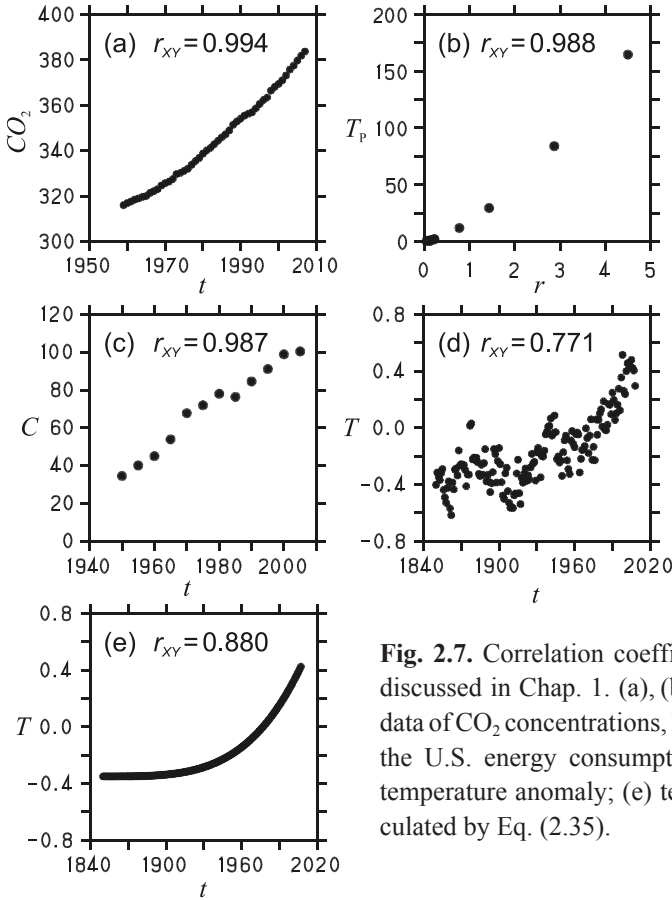 (a) r_XY = 0.994
400
380
360
340
320
300
CO₂
1950 1970 1990 2010
t
(b) r_XY = 0.988
200
150
100
50
0
T_P
0 1 2 3 4 5
r
(c) r_XY = 0.987
120
100
80
60
40
20
0
C
1940 1960 1980 2000
t
(d) r_XY = 0.771
0.8
0.4
0.0
−0.4
−0.8
T
1840 1900 1960 2020
t
(e) r_XY = 0.880
0.8
0.4
0.0
−0.4
−0.8
T
1840 1900 1960 2020
t
Fig. 2.7. Correlation coeffi
discussed in Chap. 1. (a), (b
data of CO₂ concentrations,
the U.S. energy consumpt
temperature anomaly; (e) te
culated by Eq. (2.35).